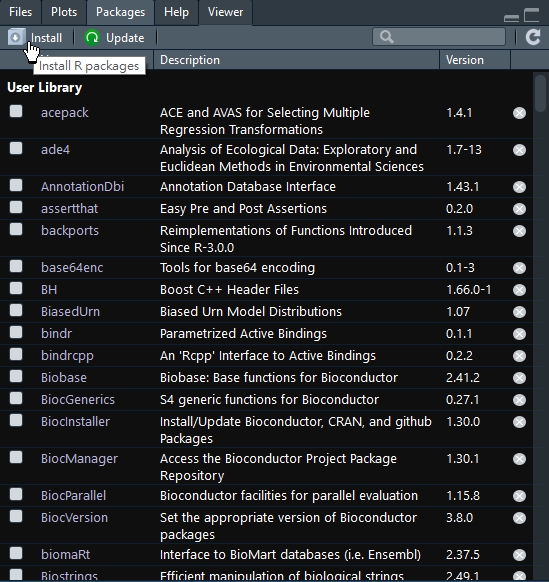 Files Plots Packages Help Viewer
Install Update
Install R packages
Description Version
User Library
acepack ACE and AVAS for Selecting Multiple 1.4.1
Regression Transformations
ade4 Analysis of Ecological Data: Exploratory and 1.7-13
Euclidean Methods in Environmental Sciences
AnnotationDbi Annotation Database Interface 1.43.1
assertthat Easy Pre and Post Assertions 0.2.0
backports Reimplementations of Functions Introduced 1.1.3
Since R-3.0.0
base64enc Tools for base64 encoding 0.1-3
BH Boost C++ Header Files 1.66.0-1
BiasedUrn Biased Urn Model Distributions 1.07
bindr Parametrized Active Bindings 0.1.1
bindrcpp An 'Rcpp' Interface to Active Bindings 0.2.2
Biobase Biobase: Base functions for Bioconductor 2.41.2
BiocGenerics S4 generic functions for Bioconductor 0.27.1
BiocInstaller Install/Update Bioconductor, CRAN, and github 1.30.0
Packages
BiocManager Access the Bioconductor Project Package 1.30.1
Repository
BiocParallel Bioconductor facilities for parallel evaluation 1.15.8
BiocVersion Set the appropriate version of Bioconductor 3.8.0
packages
biomaRt Interface to BioMart databases (i.e. Ensembl) 2.37.5
Biostrings Efficient manipulation of biological strings 2.49.1